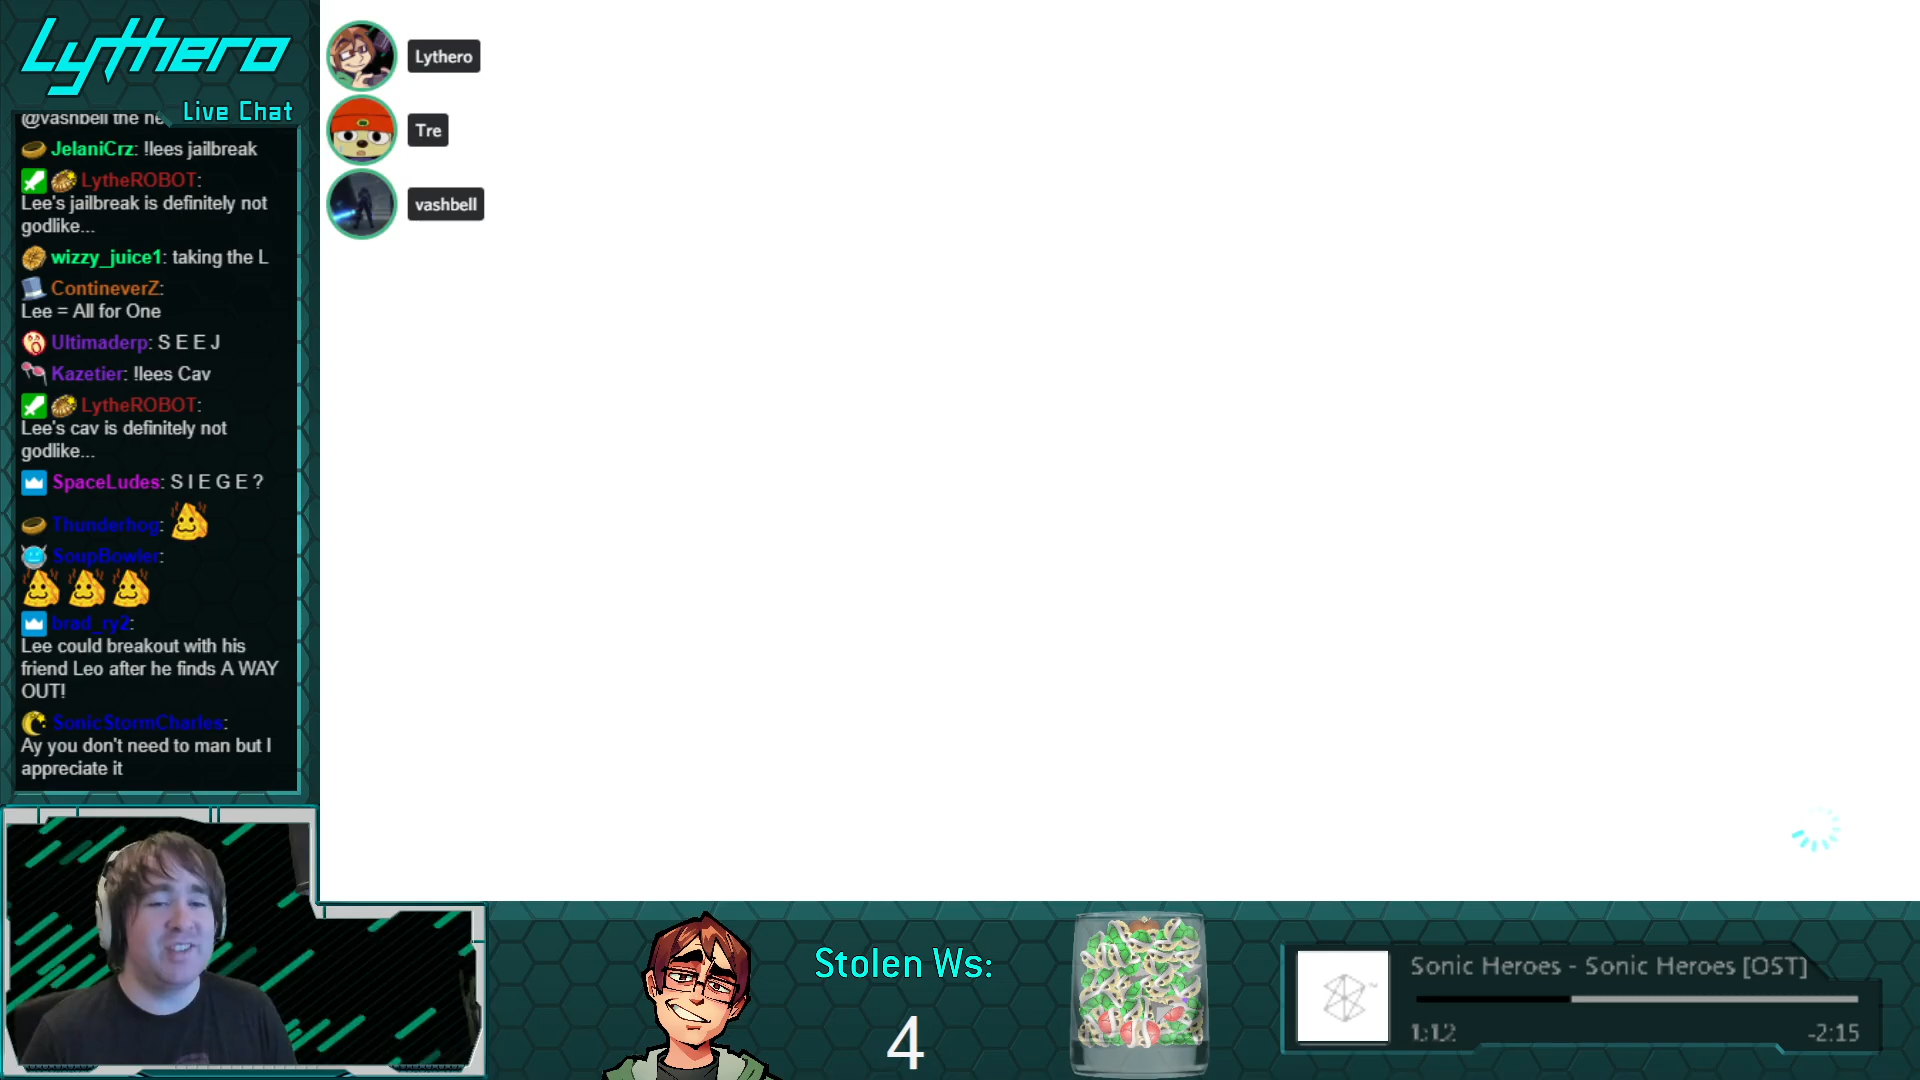 Lythero
Live Chat
@vashbell the ne
JelaniCrz: !lees jailbreak
LytheROBOT:
Lee's jailbreak is definitely not
godlike...
wizzy_juice1: taking the L
ContineverZ:
Lee = All for One
Ultimaderp: S E E J
Kazetier: !lees Cav
LytheROBOT:
Lee's cav is definitely not
godlike...
SpaceLudes: S I E G E ?
Thunderhog:
SoupBowler:
brad_ry2:
Lee could breakout with his
friend Leo after he finds A WAY
OUT!
SonicStormCharles:
Ay you don't need to man but I
appreciate it
Lythero
Tre
vashbell
Stolen Ws:
4
Sonic Heroes - Sonic Heroes [OST]
1:12
-2:15